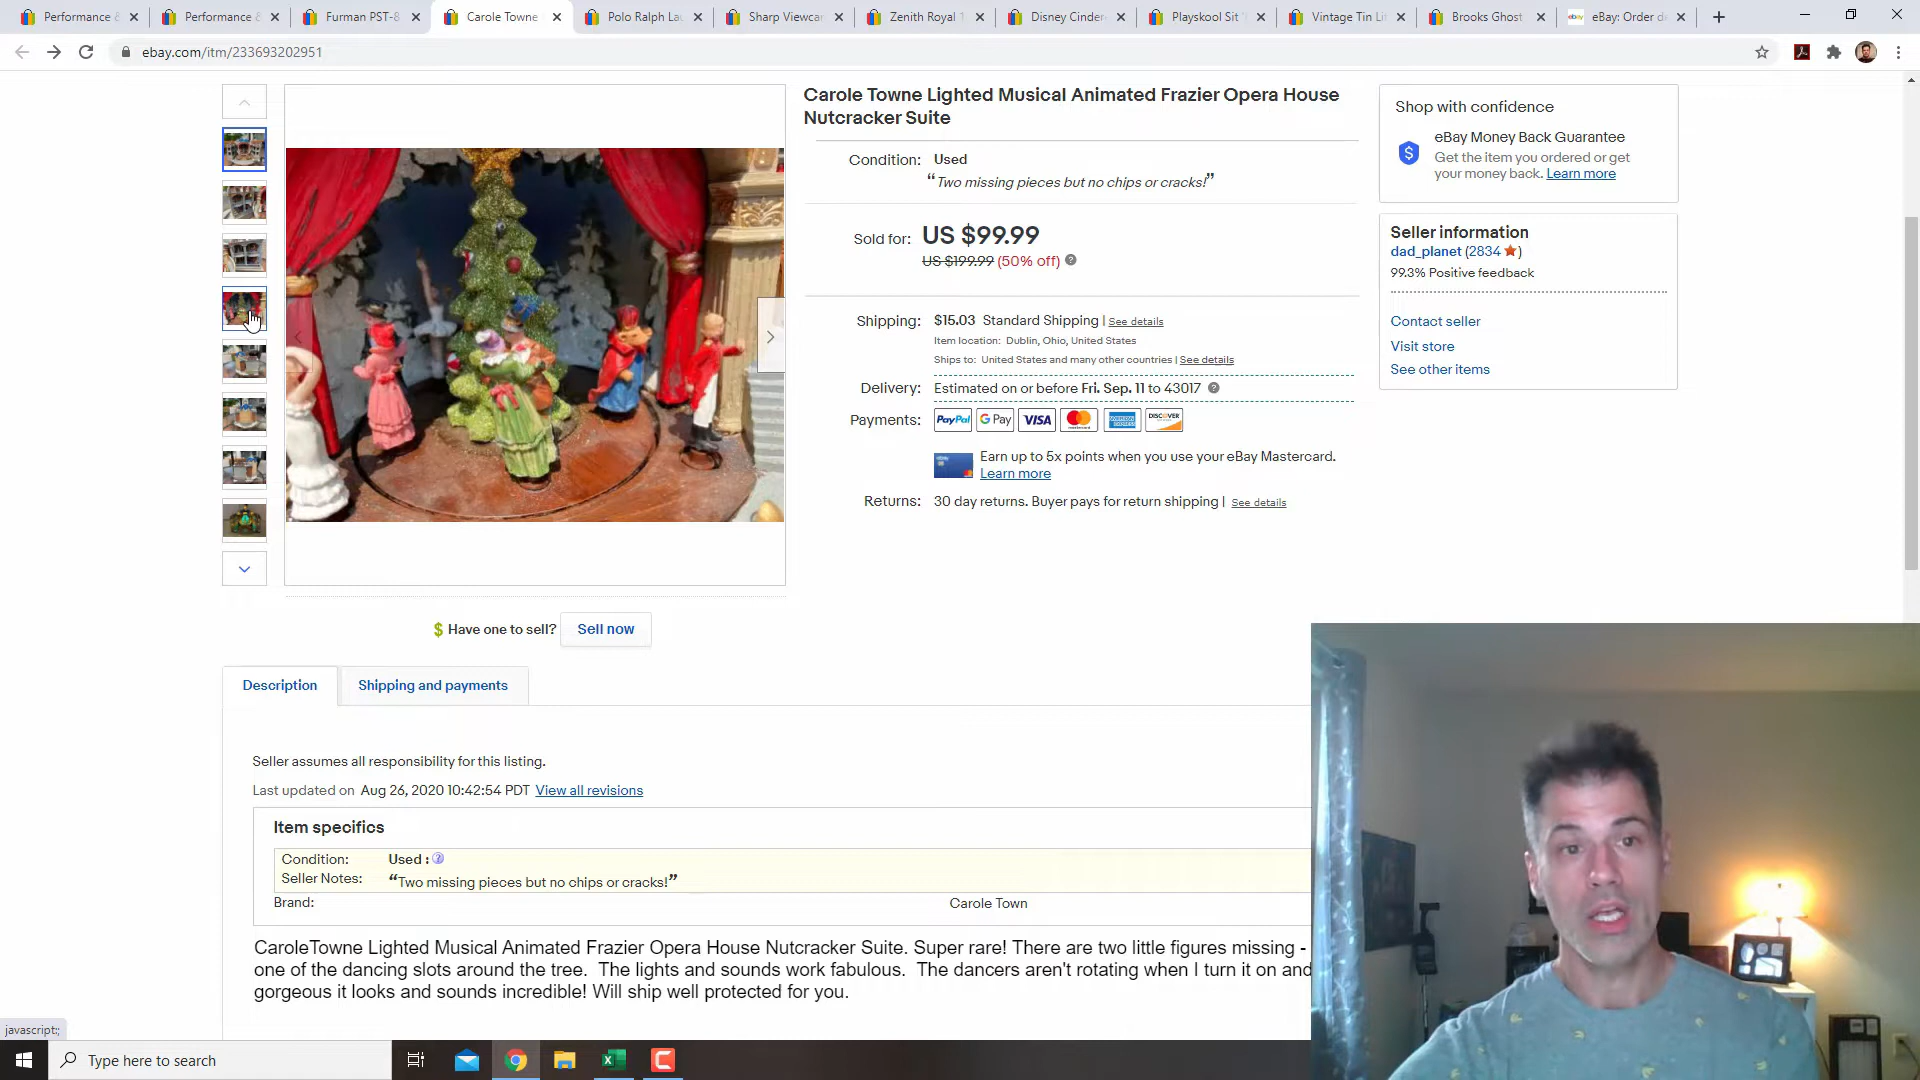 Performance &
Performance &
Furman PST-8
Carole Towne
Polo Ralph Lau
Sharp Viewcam
Zenith Royal
Disney Cinder
Playskool Sit
Vintage Tin Lit
Brooks Ghost
eBay: Order d
ebay.com/itm/233693202951
Carole Towne Lighted Musical Animated Frazier Opera House
Nutcracker Suite
Condition: Used
“Two missing pieces but no chips or cracks!”
Sold for: US $99.99
US $199.99 (50% off)
Shipping: $15.03 Standard Shipping | See details
Item location: Dublin, Ohio, United States
Ships to: United States and many other countries | See details
Delivery: Estimated on or before Fri. Sep. 11 to 43017
Payments: PayPal G Pay VISA MasterCard AMERICAN EXPRESS DISCOVER
Earn up to 5x points when you use your eBay Mastercard.
Learn more
Returns: 30 day returns. Buyer pays for return shipping | See details
Shop with confidence
eBay Money Back Guarantee
Get the item you ordered or get
your money back. Learn more
Seller information
dad_planet (2834 )
99.3% Positive feedback
Contact seller
Visit store
See other items
$ Have one to sell? Sell now
Description
Shipping and payments
Seller assumes all responsibility for this listing.
Last updated on Aug 26, 2020 10:42:54 PDT View all revisions
Item specifics
Condition: Used :
Seller Notes: “Two missing pieces but no chips or cracks!”
Brand: Carole Town
CaroleTowne Lighted Musical Animated Frazier Opera House Nutcracker Suite. Super rare! There are two little figures missing -
one of the dancing slots around the tree. The lights and sounds work fabulous. The dancers aren't rotating when I turn it on and
gorgeous it looks and sounds incredible! Will ship well protected for you.
javascript:;
Type here to search